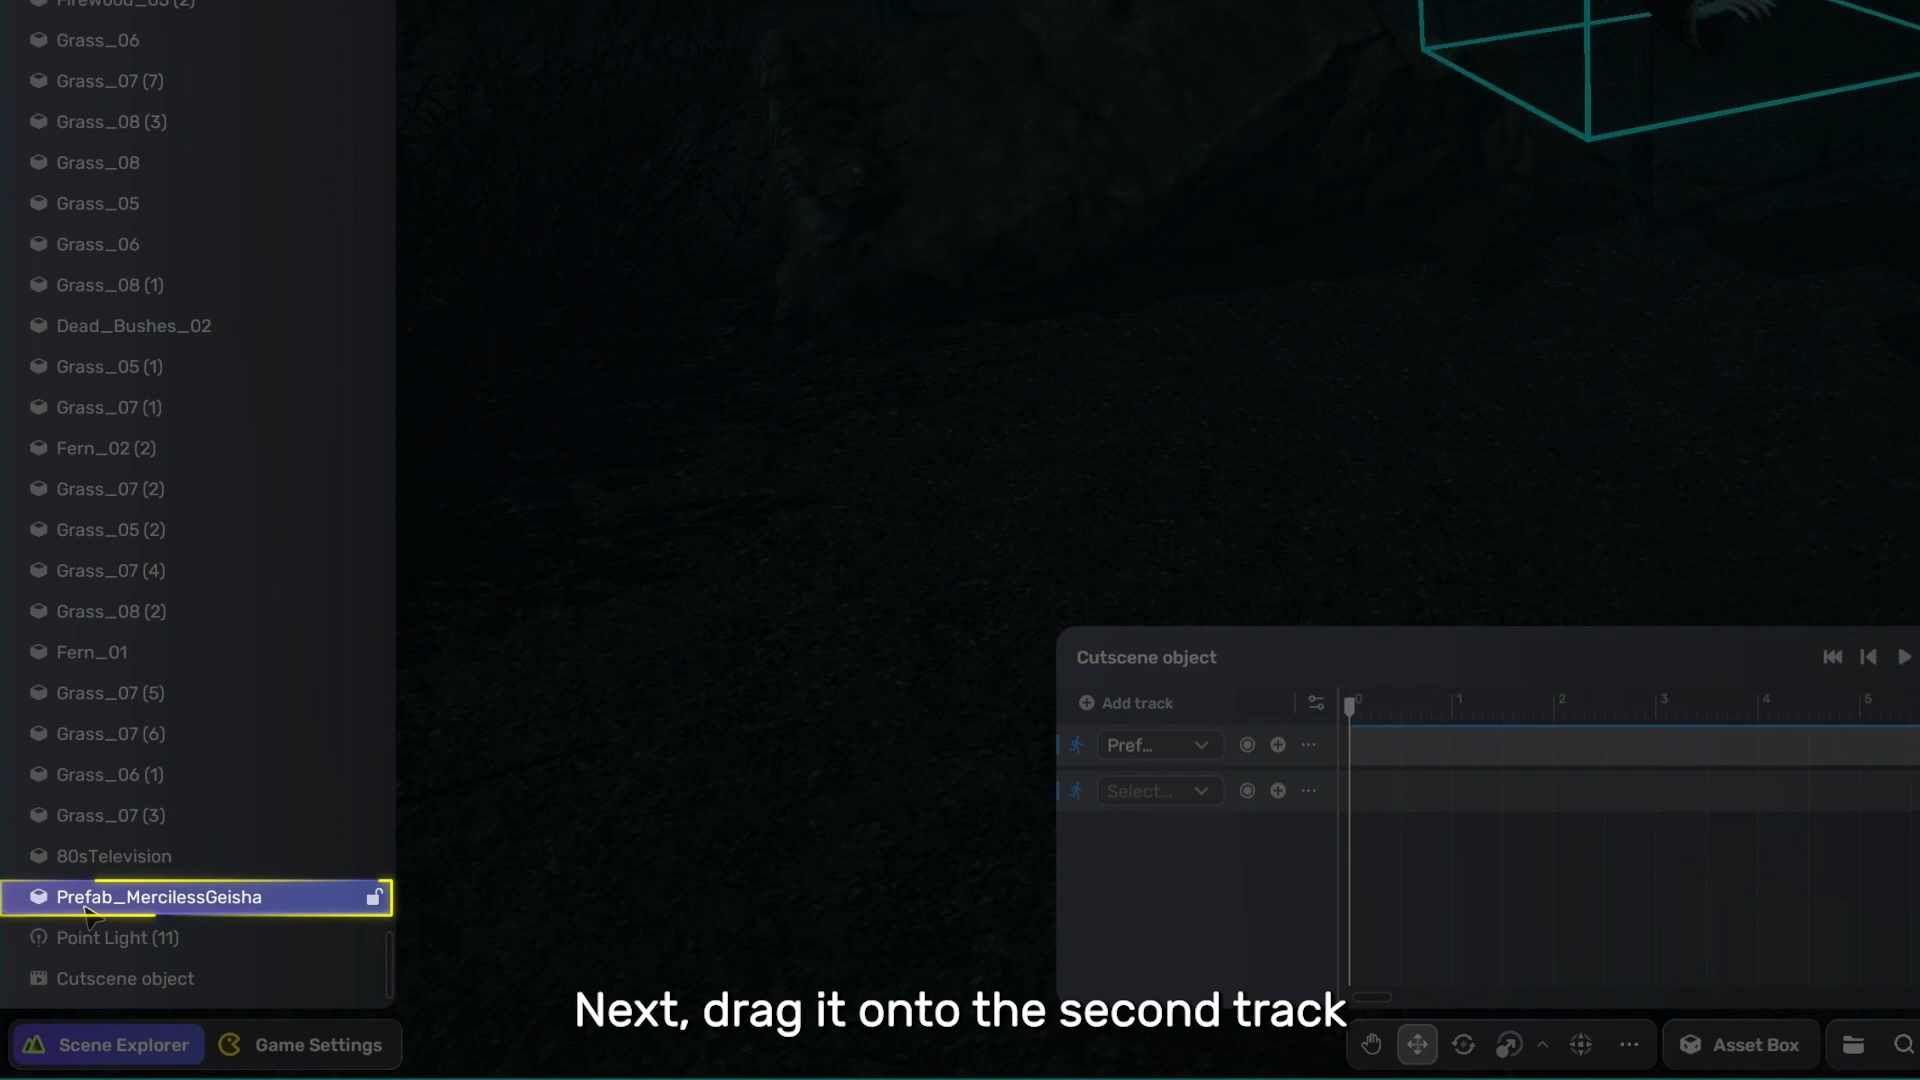 Firewood_03 (2)
Grass_06
Grass_07 (7)
Grass_08 (3)
Grass_08
Grass_05
Grass_06
Grass_08 (1)
Dead_Bushes_02
Grass_05 (1)
Grass_07 (1)
Fern_02 (2)
Grass_07 (2)
Grass_05 (2)
Grass_07 (4)
Grass_08 (2)
Fern_01
Grass_07 (5)
Grass_07 (6)
Grass_06 (1)
Grass_07 (3)
80sTelevision
Prefab_MercilessGeisha
Point Light (11)
Cutscene object
Scene Explorer
Game Settings
Cutscene object
Add track
0 1 2 3 4 5
Pref...
Select...
Next, drag it onto the second track
Asset Box